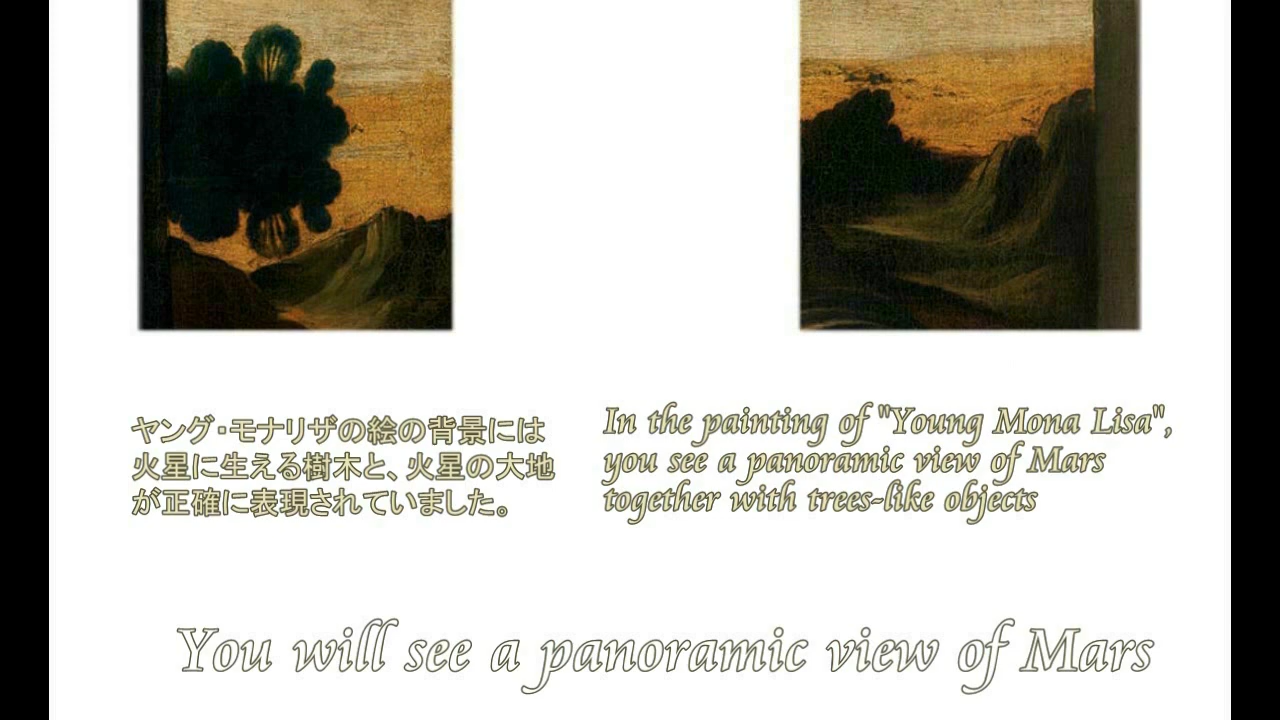 ヤング・モナリザの絵の背景には
火星に生える樹木と、火星の大地
が正確に表現されていました。
In the painting of "Young Mona Lisa",
you see a panoramic view of Mars
together with trees-like objects
You will see a panoramic view of Mars